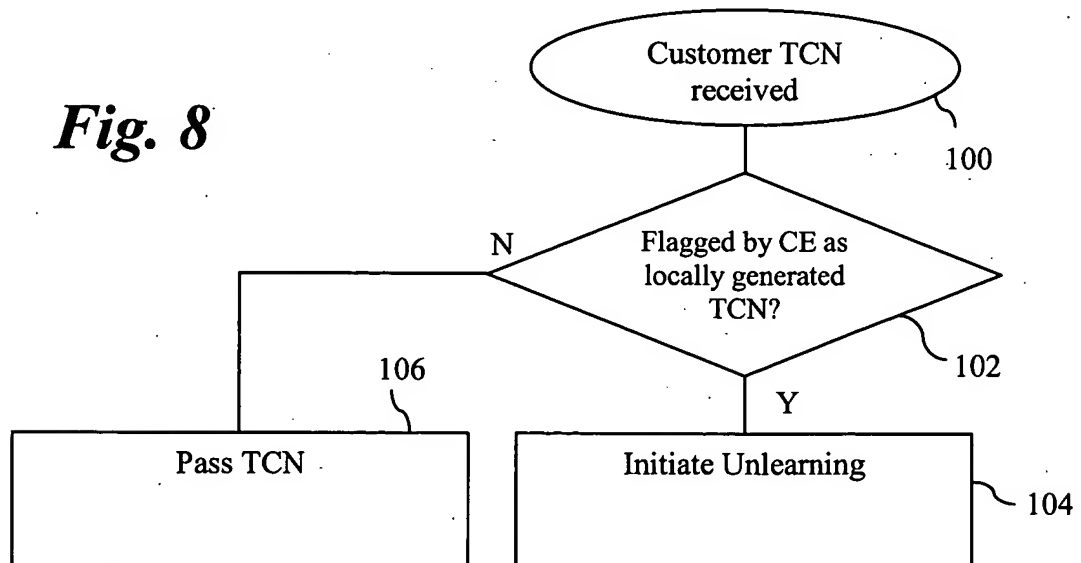 Fig. 8
Customer TCN
received
100
Flagged by CE as
locally generated
TCN?
N
102
Y
106
Pass TCN
Initiate Unlearning
104